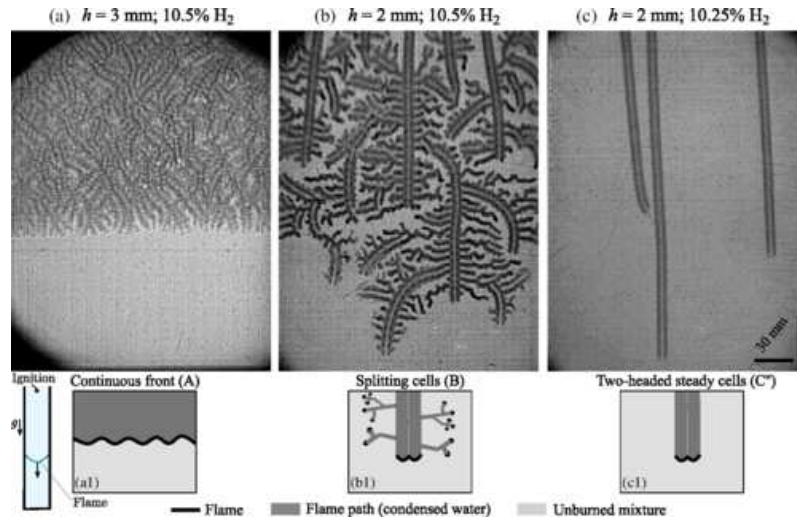 (a) h = 3 mm; 10.5% H2
(b) h = 2 mm; 10.5% H2
(c) h = 2 mm; 10.25% H2
30 mm
Ignition
g
Flame
Continuous front (A)
(a1)
Splitting cells (B)
(b1)
Two-headed steady cells (C")
(c1)
Flame
Flame path (condensed water)
Unburned mixture